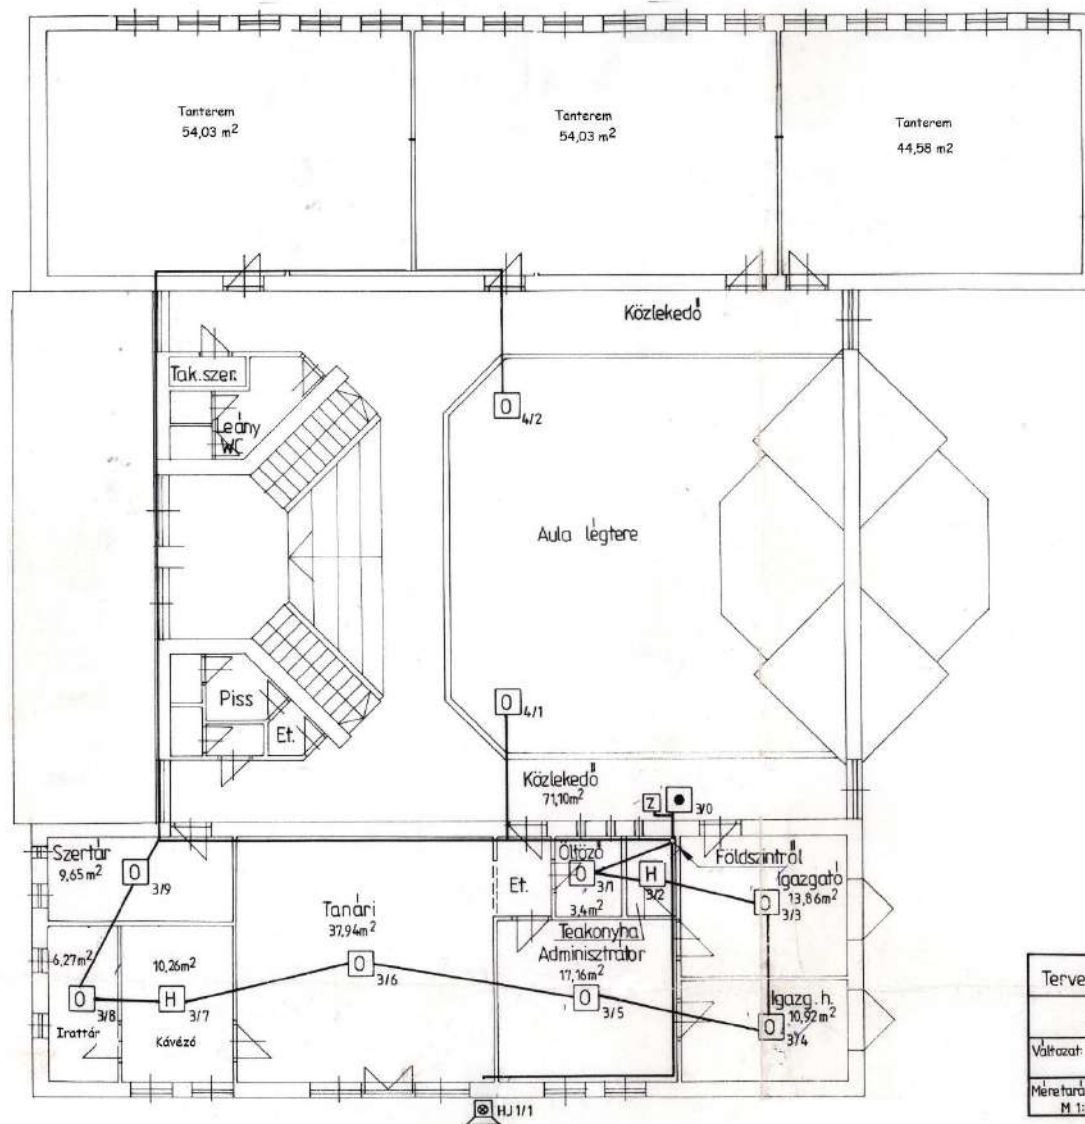 Tanterem
54,03 m²
Tanterem
54,03 m²
Tanterem
44,58 m2
Közlekedő
Tak.szer.
Leány
WC
O
4/2
Aula légtere
Piss
Et.
O
4/1
Közlekedő
71,10m²
Z
3/0
Szertár
9,65 m²
O
3/9
Tanári
37,94m²
Et.
Öltöző
O
3/1
3,4m²
H
3/2
Földszintről
Igazgató
13,86m²
O
3/3
Teakonyha
Adminisztrátor
17,16m²
O
3/5
O
3/6
6,27m²
O
3/8
Irattár
10,26m²
H
3/7
Kávézó
Igazg. h.
10,92m²
O
3/4
HJ1/1
Terve
Változat:
Méretará
M 1: